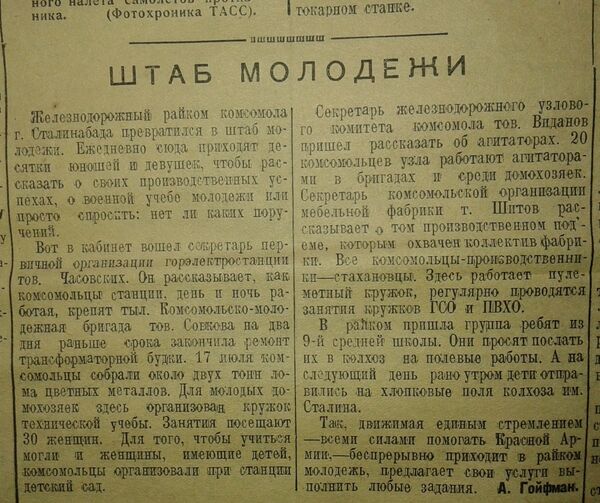 ного налета самолетов против-
ника. (Фотохроника ТАСС).
токарном станке.
ШТАБ МОЛОДЕЖИ
Железнодорожный райком комсомола
г. Сталинабада превратился в штаб мо-
лодежи. Ежедневно сюда приходят де-
сятки юношей и девушек, чтобы рас-
сказать о своих производственных ус-
пехах, о военной учебе молодежи или
просто спросить: нет ли каких пору-
чений.
Вот в кабинет вошел секретарь пер-
вичной организации горэлектростанции
тов. Часовских. Он рассказывает, как
комсомольцы станции, день и ночь ра-
ботая, крепят тыл. Комсомольско-моло-
дежная бригада тов. Совкова на два
дня раньше срока закончила ремонт
трансформаторной будки. 17 июля ком-
сомольцы собрали около двух тонн ло-
ма цветных металлов. Для молодых до-
мохозяек здесь организован кружок
технической учебы. Занятия посещают
30 женщин. Для того, чтобы учиться
могли и женщины, имеющие детей,
комсомольцы организовали при станции
детский сад.
Секретарь железнодорожного узлово-
го комитета комсомола тов. Виданов
пришел рассказать об агитаторах. 20
комсомольцев узла работают агитатора-
ми в бригадах и среди домохозяек.
Секретарь комсомольской организации
мебельной фабрики т. Шитов рас-
сказывает о том производственном под'-
еме, которым охвачен коллектив фабри-
ки. Все комсомольцы-производственни-
ки—стахановцы. Здесь работает пуле-
метный кружок, регулярно проводятся
занятия кружков ГСО и ПВХО.
В райком пришла группа ребят из
9-й средней школы. Они просят послать
их в колхоз на полевые работы. А на
следующий день рано утром дети отпра-
вились на хлопковые поля колхоза им.
Сталина.
Так, движимая единым стремлением
—всеми силами помогать Красной Ар-
мии,—беспрерывно приходит в райком
молодежь, предлагает свои услуги вы-
полнить любые задания. А. Гойфман.